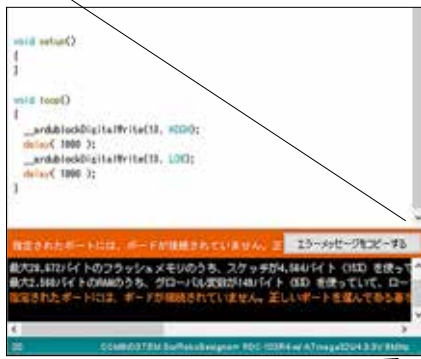 void setup()
{
}
void loop()
{
__ardublockDigitalWrite(13, HIGH);
delay( 1000 );
__ardublockDigitalWrite(13, LOW);
delay( 1000 );
}
指定されたポートには、ボードが接続されていません。正 エラーメッセージをコピーする
最大28,672バイトのフラッシュメモリのうち、スケッチが4,564バイト (15%) を使って
最大2,560バイトのRAMのうち、グローバル変数が149バイト (5%) を使っていて、ロー
指定されたポートには、ボードが接続されていません。正しいポートを選んである